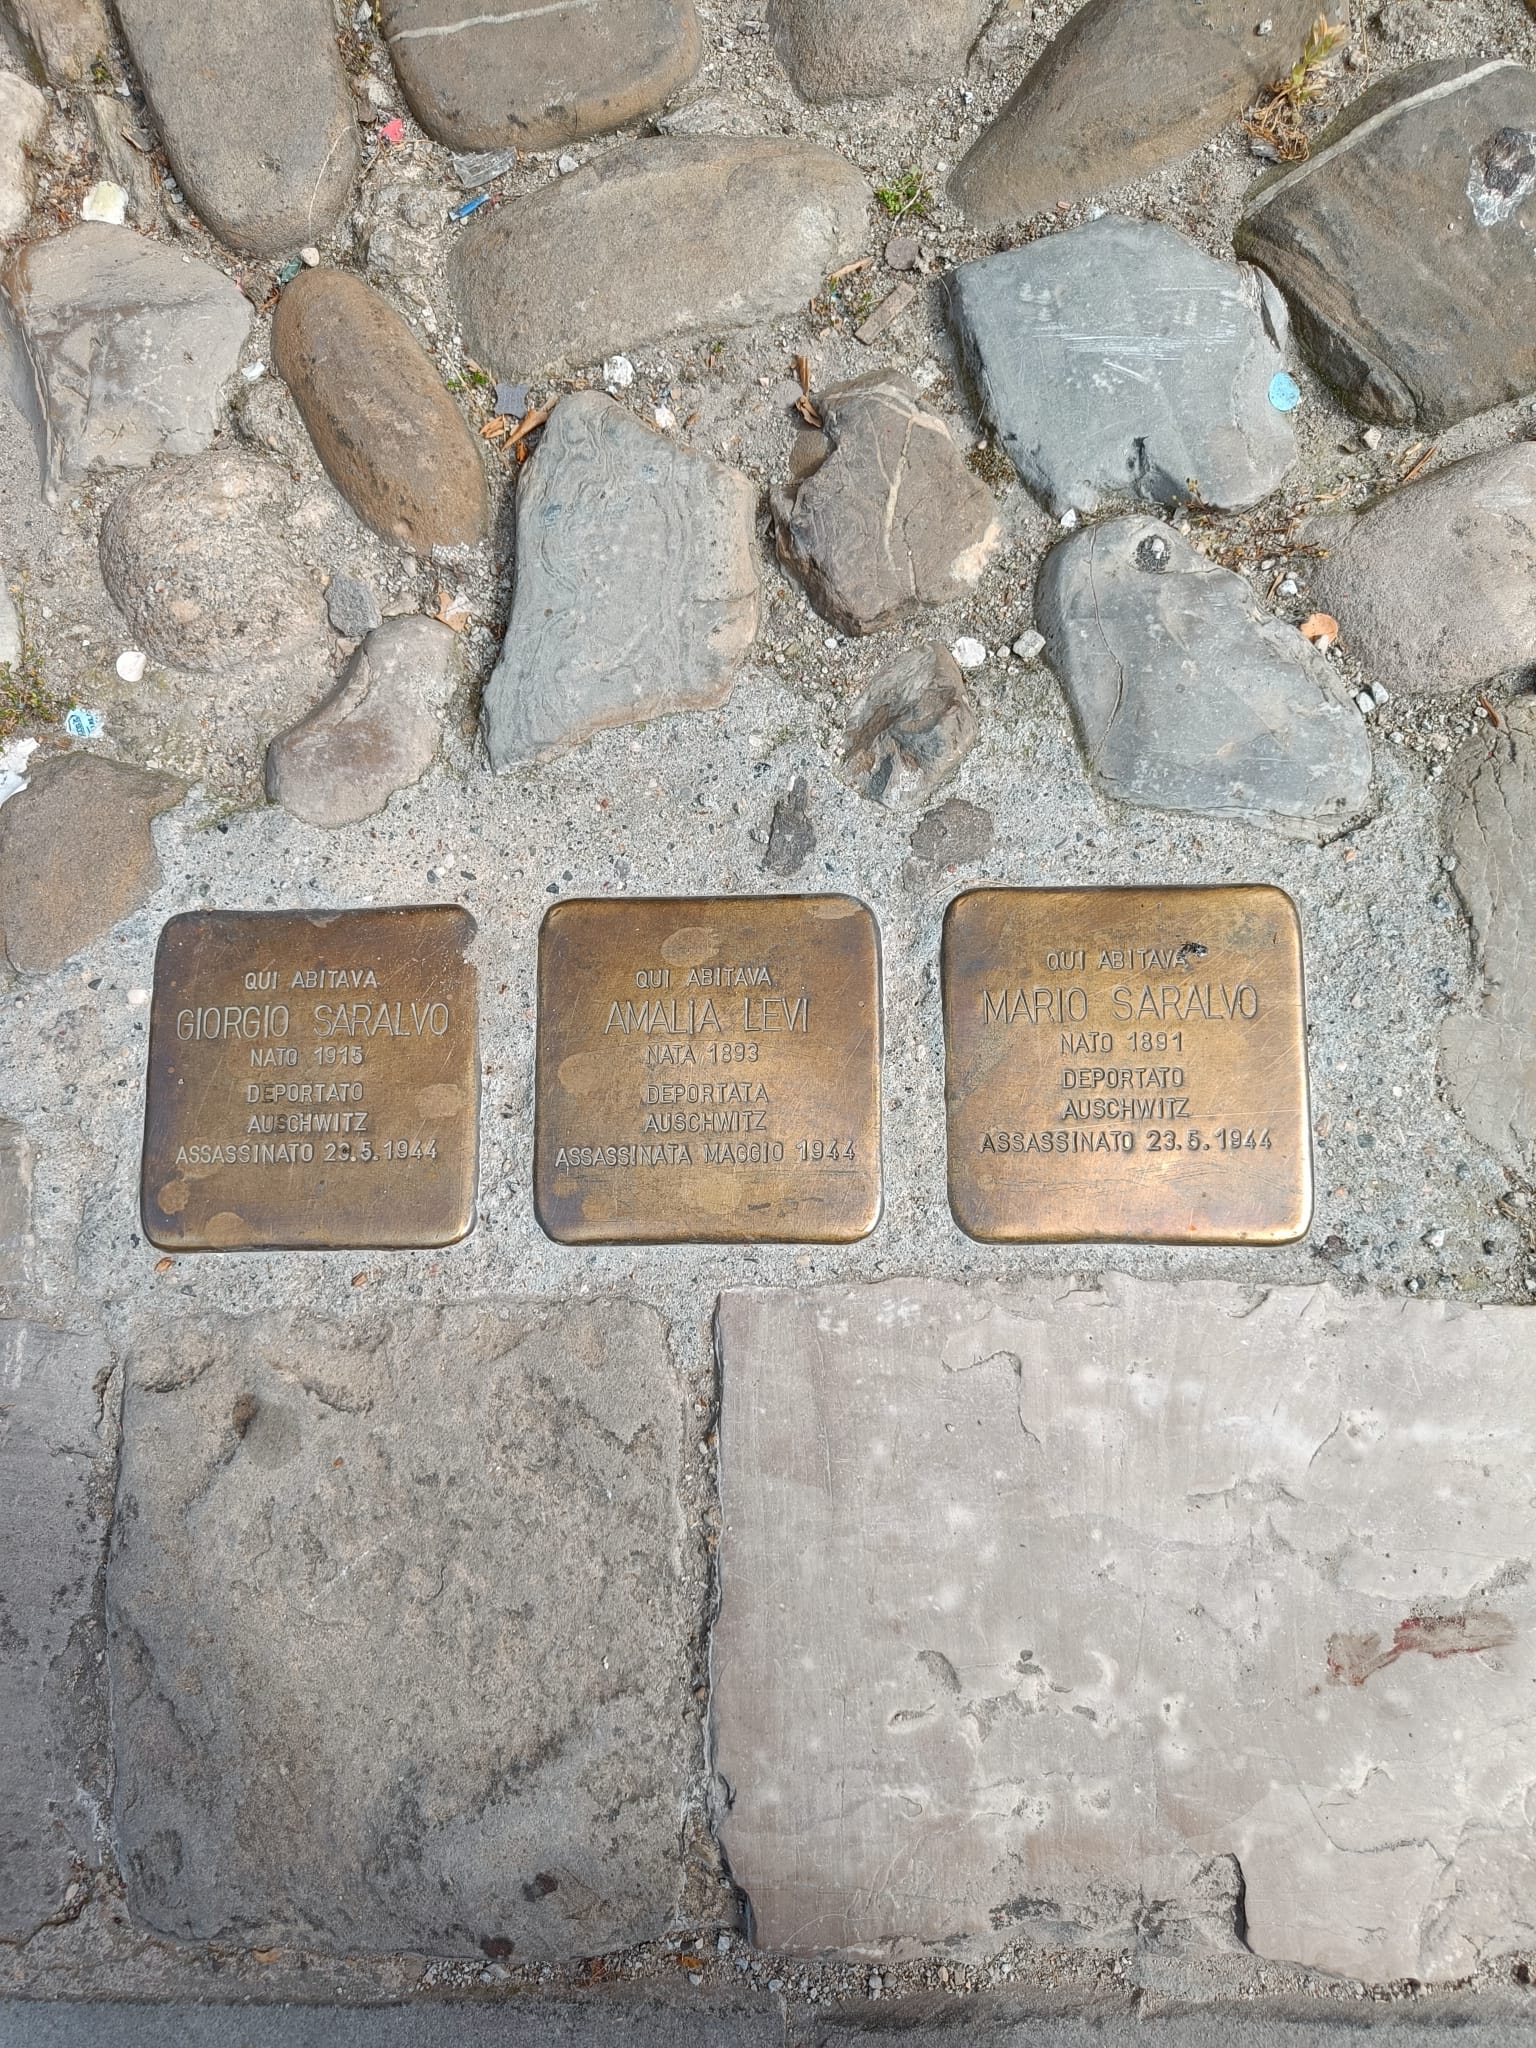 QUI ABITAVA
GIORGIO SARALVO
NATO 1915
DEPORTATO
AUSCHWITZ
ASSASSINATO 23.5.1944
QUI ABITAVA
AMALIA LEVI
NATA 1893
DEPORTATA
AUSCHWITZ
ASSASSINATA MAGGIO 1944
QUI ABITAVA
MARIO SARALVO
NATO 1891
DEPORTATO
AUSCHWITZ
ASSASSINATO 23.5.1944